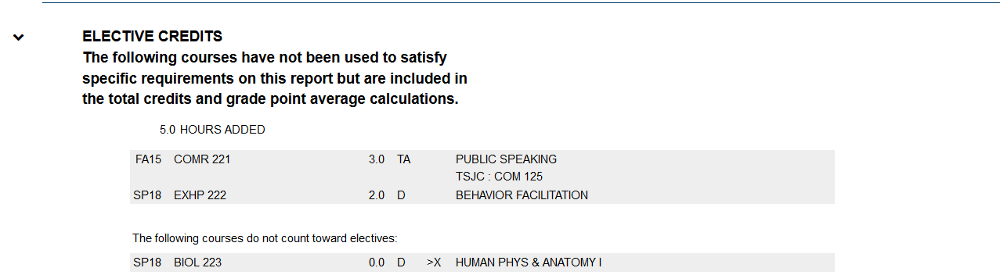 ELECTIVE CREDITS
The following courses have not been used to satisfy
specific requirements on this report but are included in
the total credits and grade point average calculations.
5.0 HOURS ADDED
FA15 COMR 221 3.0 TA PUBLIC SPEAKING
TSJC : COM 125
SP18 EXHP 222 2.0 D BEHAVIOR FACILITATION
The following courses do not count toward electives:
SP18 BIOL 223 0.0 D >X HUMAN PHYS & ANATOMY I